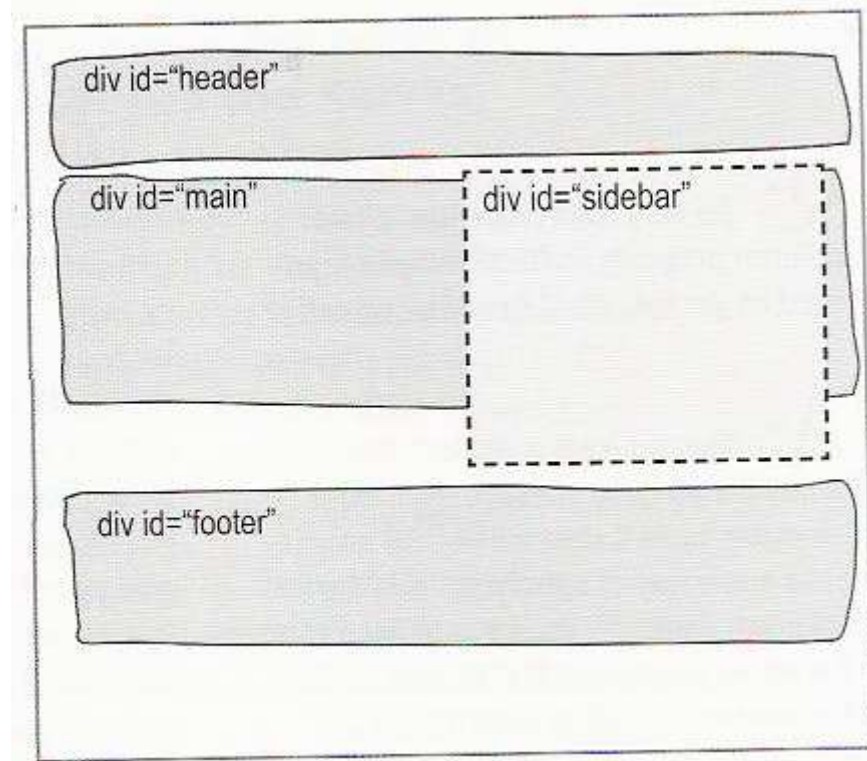 div id=“header”
div id=“main”
div id=“sidebar”
div id=“footer”